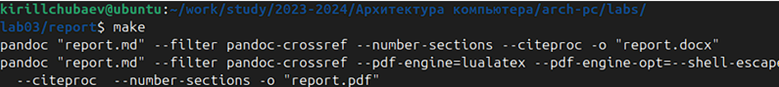 kirillchubaev@ubuntu:~/work/study/2023-2024/Архитектура компьютера/arch-pc/labs/
lab03/report$ make
pandoc "report.md" --filter pandoc-crossref --number-sections --citeproc -o "report.docx"
pandoc "report.md" --filter pandoc-crossref --pdf-engine=lualatex --pdf-engine-opt=--shell-escape
--citeproc  --number-sections -o "report.pdf"